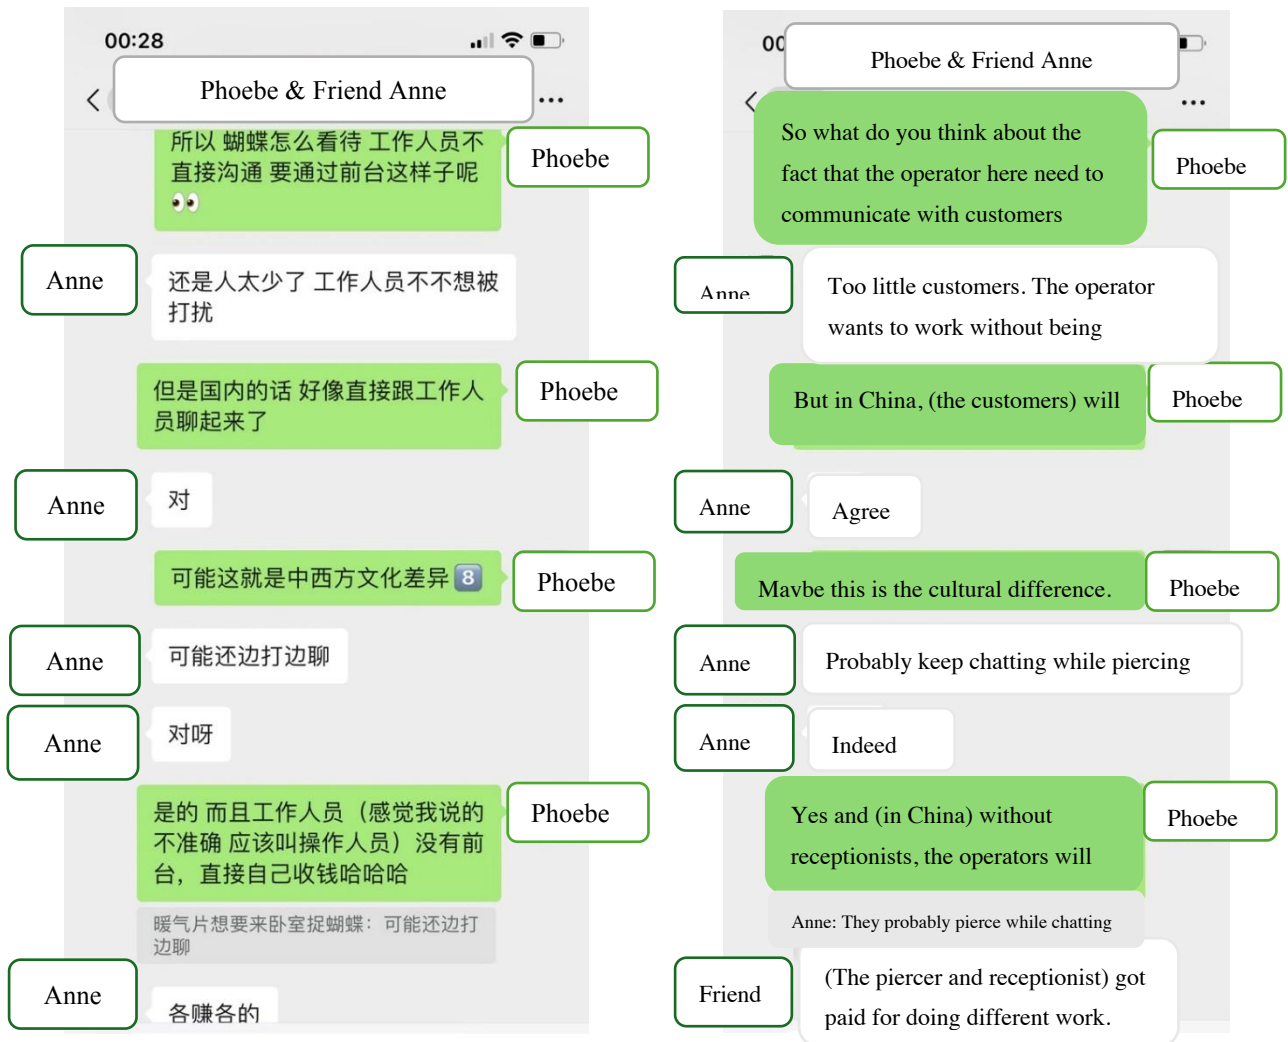 00:28
Phoebe & Friend Anne
所以 蝴蝶怎么看待 工作人员不
直接沟通 要通过前台这样子呢
👀
Phoebe
Anne
还是人太少了 工作人员不不想被
打扰
但是国内的话 好像直接跟工作人
员聊起来了
Phoebe
Anne
对
可能这就是中西方文化差异8️⃣
Phoebe
Anne
可能还边打边聊
Anne
对呀
是的 而且工作人员（感觉我说的
不准确 应该叫操作人员）没有前
台，直接自己收钱哈哈哈
Phoebe
暖气片想要来卧室捉蝴蝶：可能还边打
边聊
Anne
各赚各的
00
Phoebe & Friend Anne
So what do you think about the
fact that the operator here need to
communicate with customers
Phoebe
Anne
Too little customers. The operator
wants to work without being
But in China, (the customers) will
Phoebe
Anne
Agree
Maybe this is the cultural difference.
Phoebe
Anne
Probably keep chatting while piercing
Anne
Indeed
Yes and (in China) without
receptionists, the operators will
Phoebe
Anne: They probably pierce while chatting
Friend
(The piercer and receptionist) got
paid for doing different work.